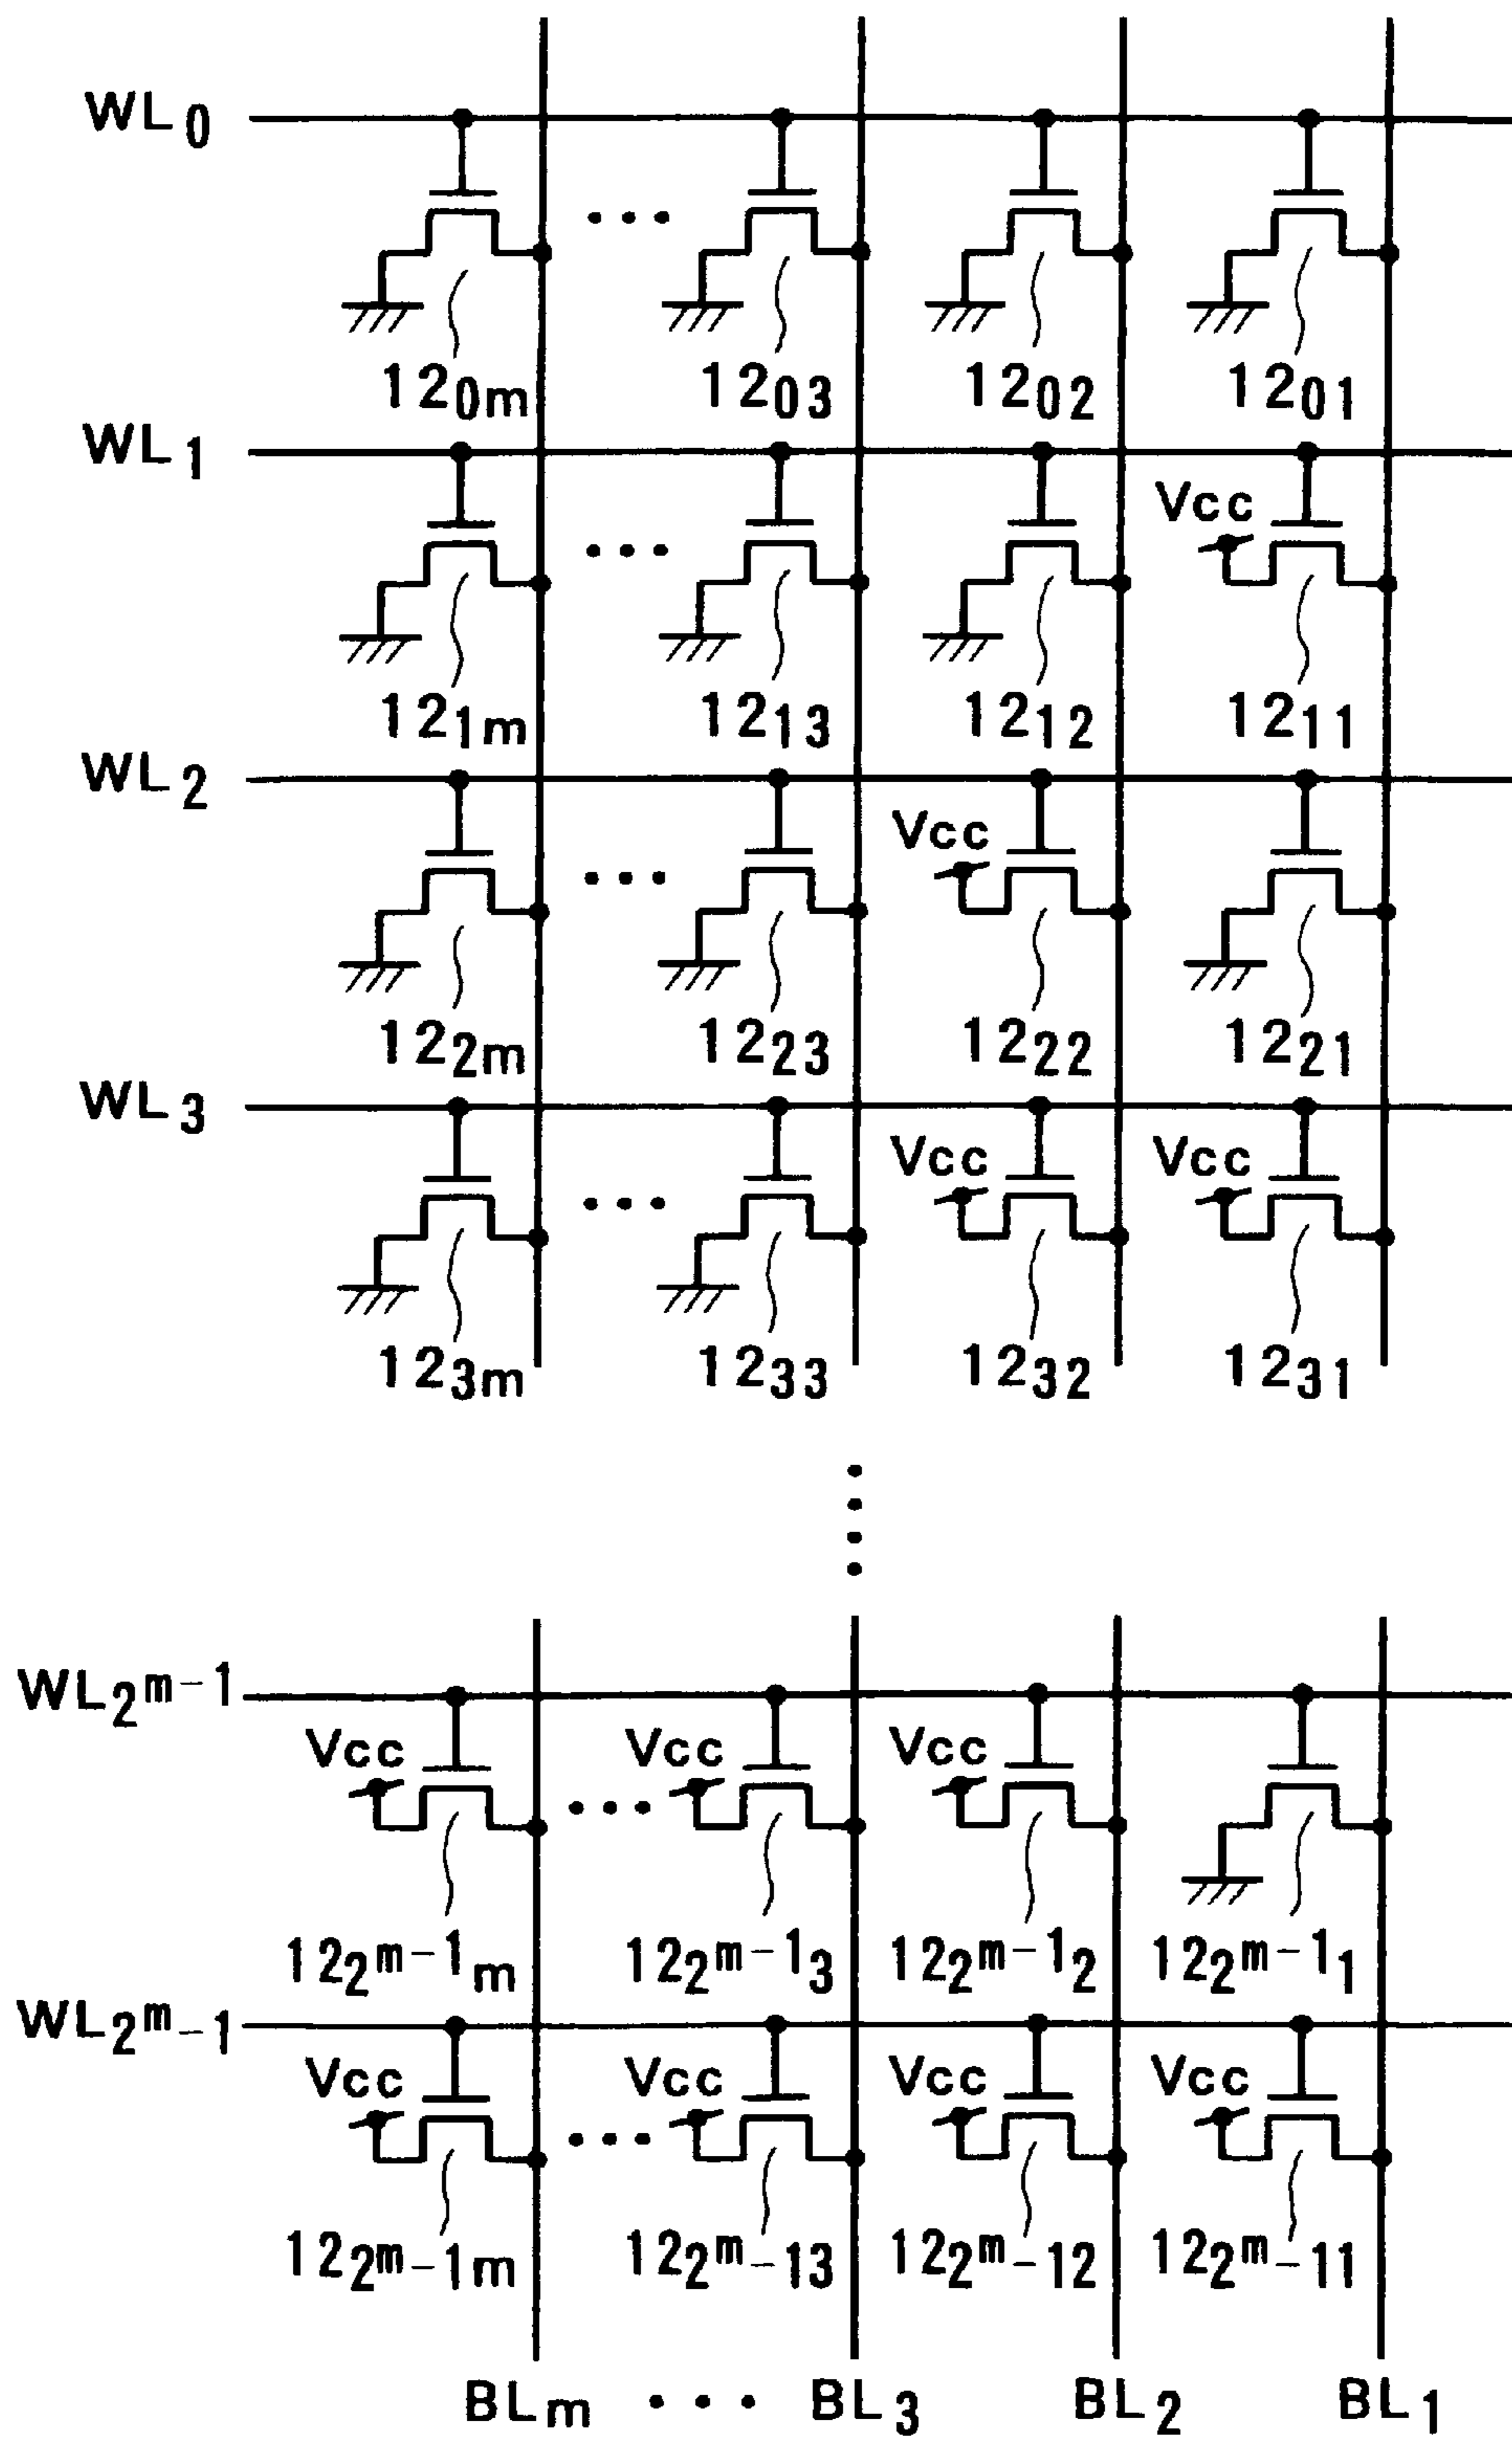 WL0
120m 1203 1202 1201
WL1
Vcc
121m 1213 1212 1211
WL2
Vcc
122m 1223 1222 1221
WL3
Vcc Vcc
123m 1233 1232 1231
WL2m-1
Vcc Vcc Vcc
122m-1m 122m-13 122m-12 122m-11
WL2m-1
Vcc Vcc Vcc Vcc
122m-1m 122m-13 122m-12 122m-11
BLm ... BL3 BL2 BL1